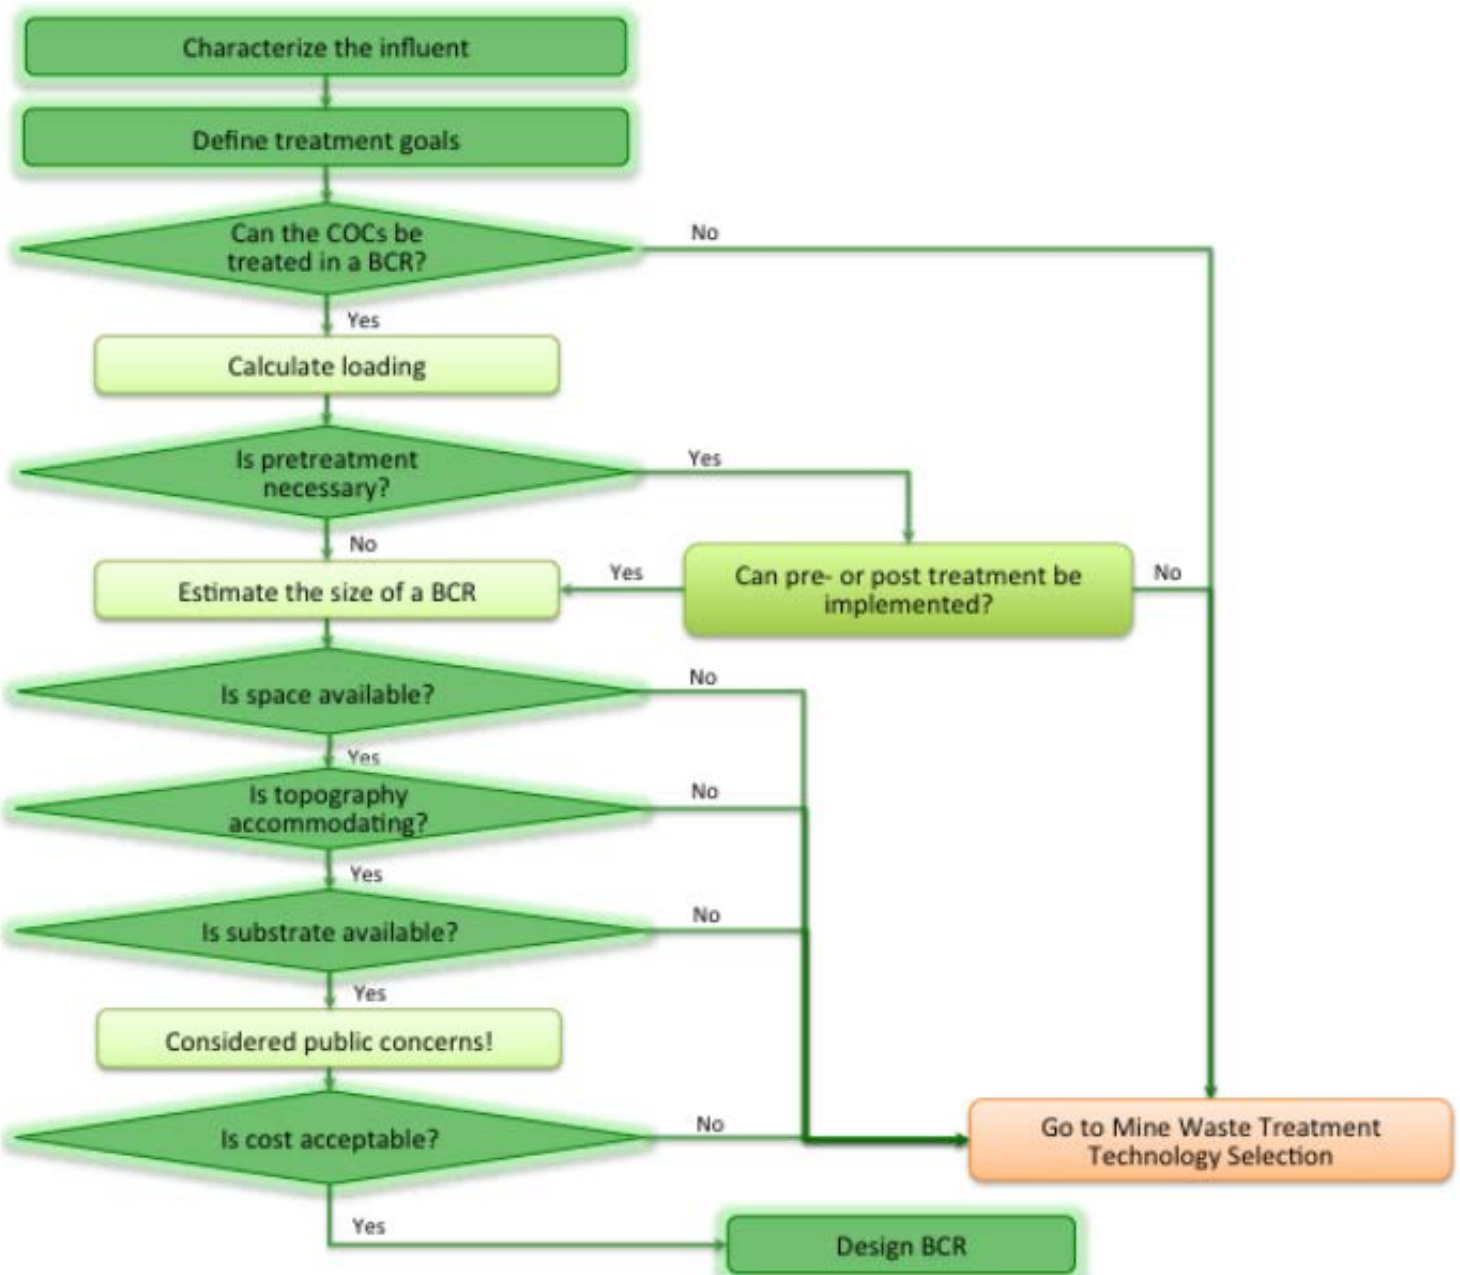 Characterize the influent
Define treatment goals
Can the COCs be
treated in a BCR?
No
Yes
Calculate loading
Is pretreatment
necessary?
Yes
No
Estimate the size of a BCR
Yes
Can pre- or post treatment be
implemented?
No
Is space available?
No
Yes
Is topography
accommodating?
No
Yes
Is substrate available?
No
Yes
Considered public concerns!
Is cost acceptable?
No
Go to Mine Waste Treatment
Technology Selection
Yes
Design BCR